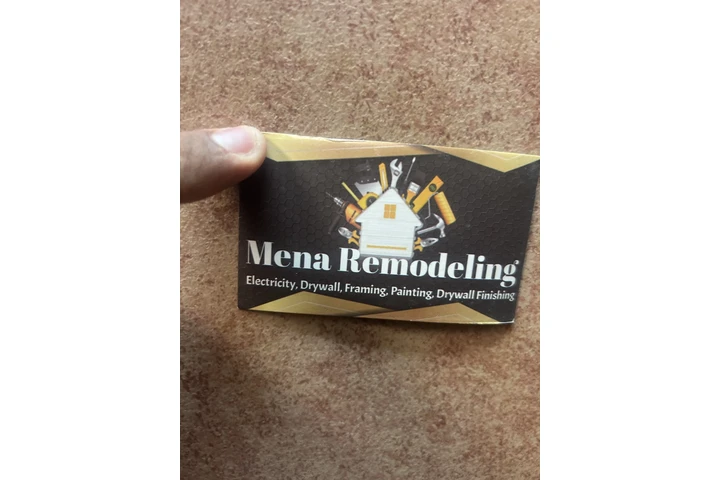 Mena Remodeling
Electricity, Drywall, Framing, Painting, Drywall Finishing